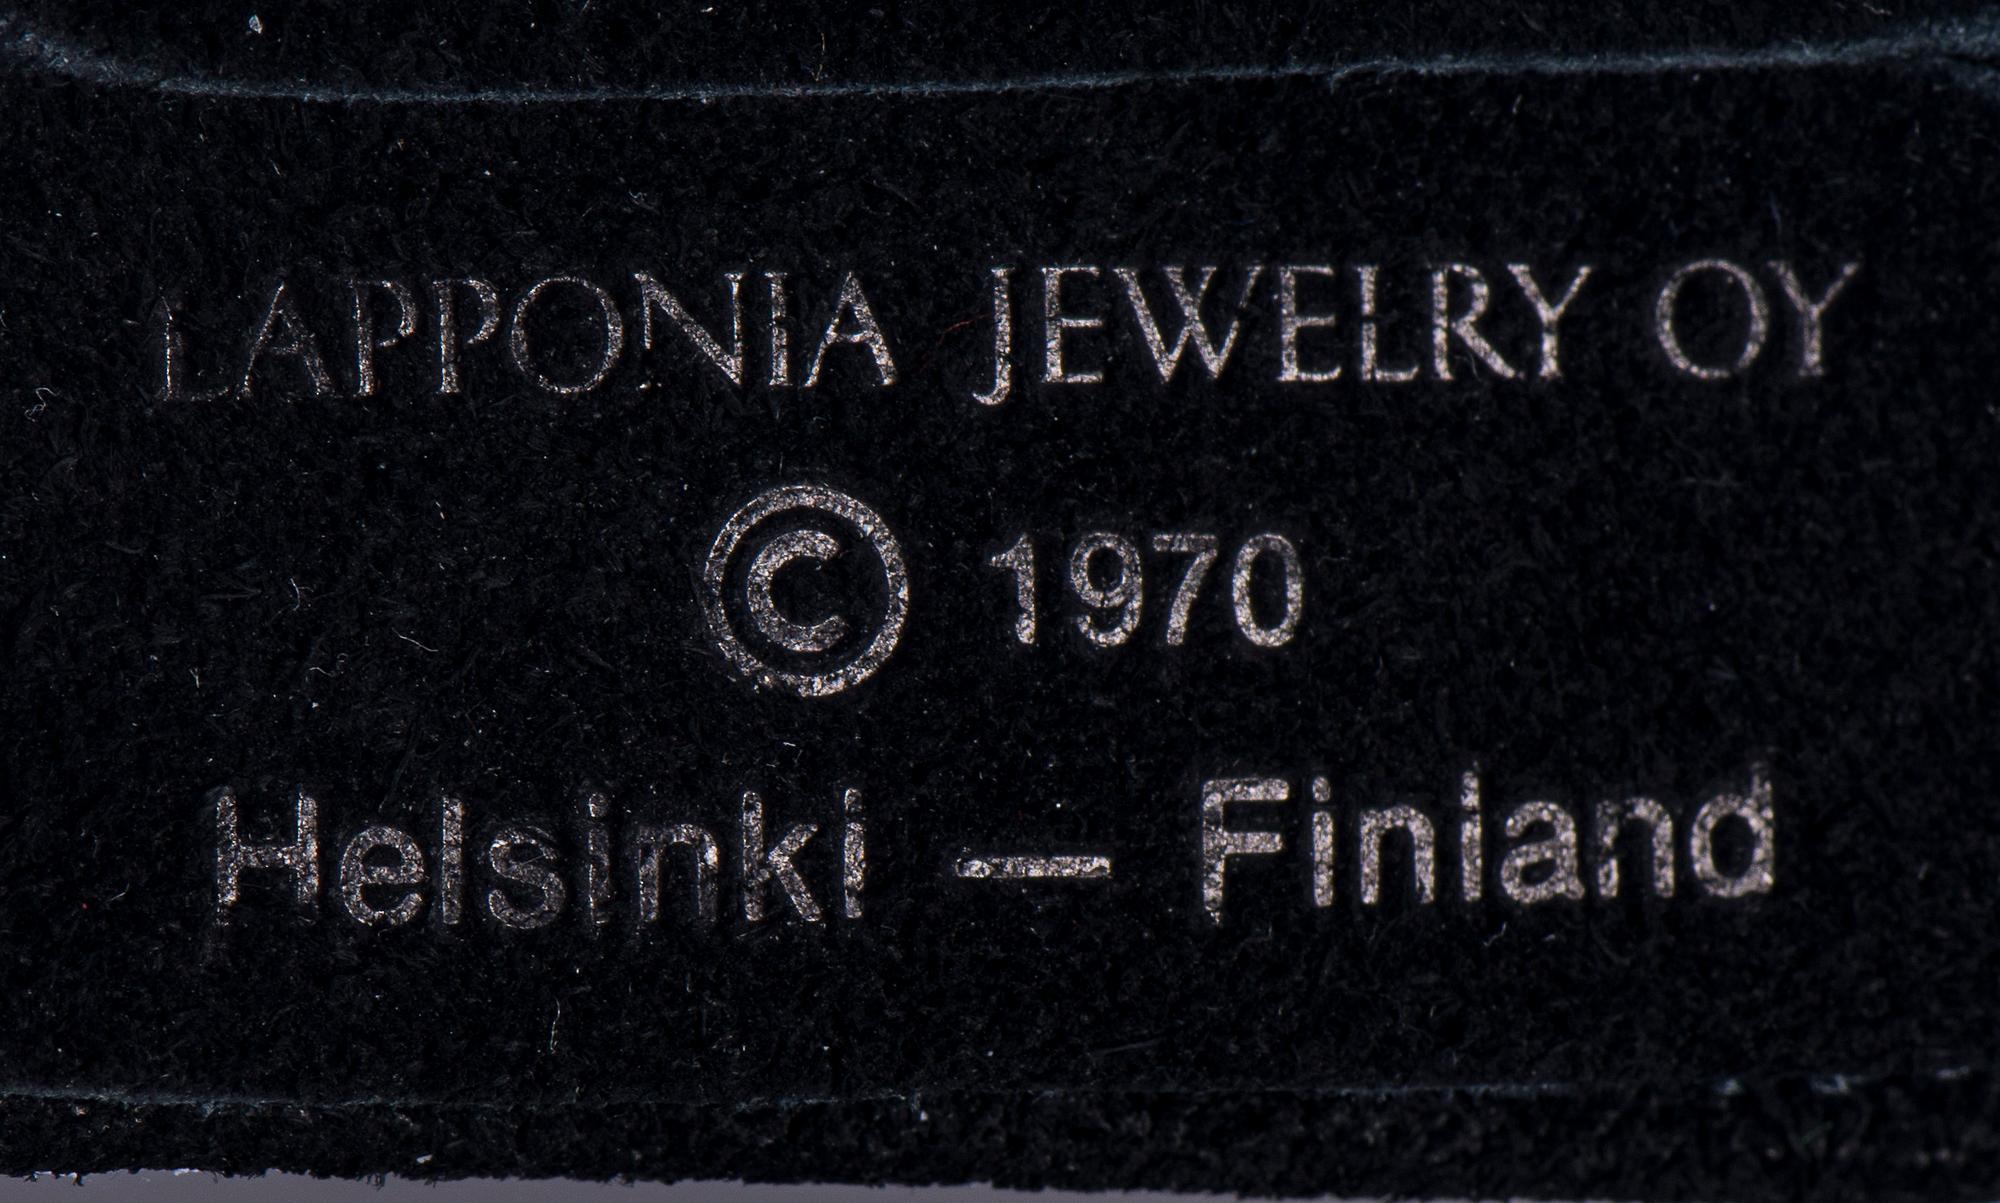 LAPPONIA JEWELRY OY
© 1970
Helsinki — Finland